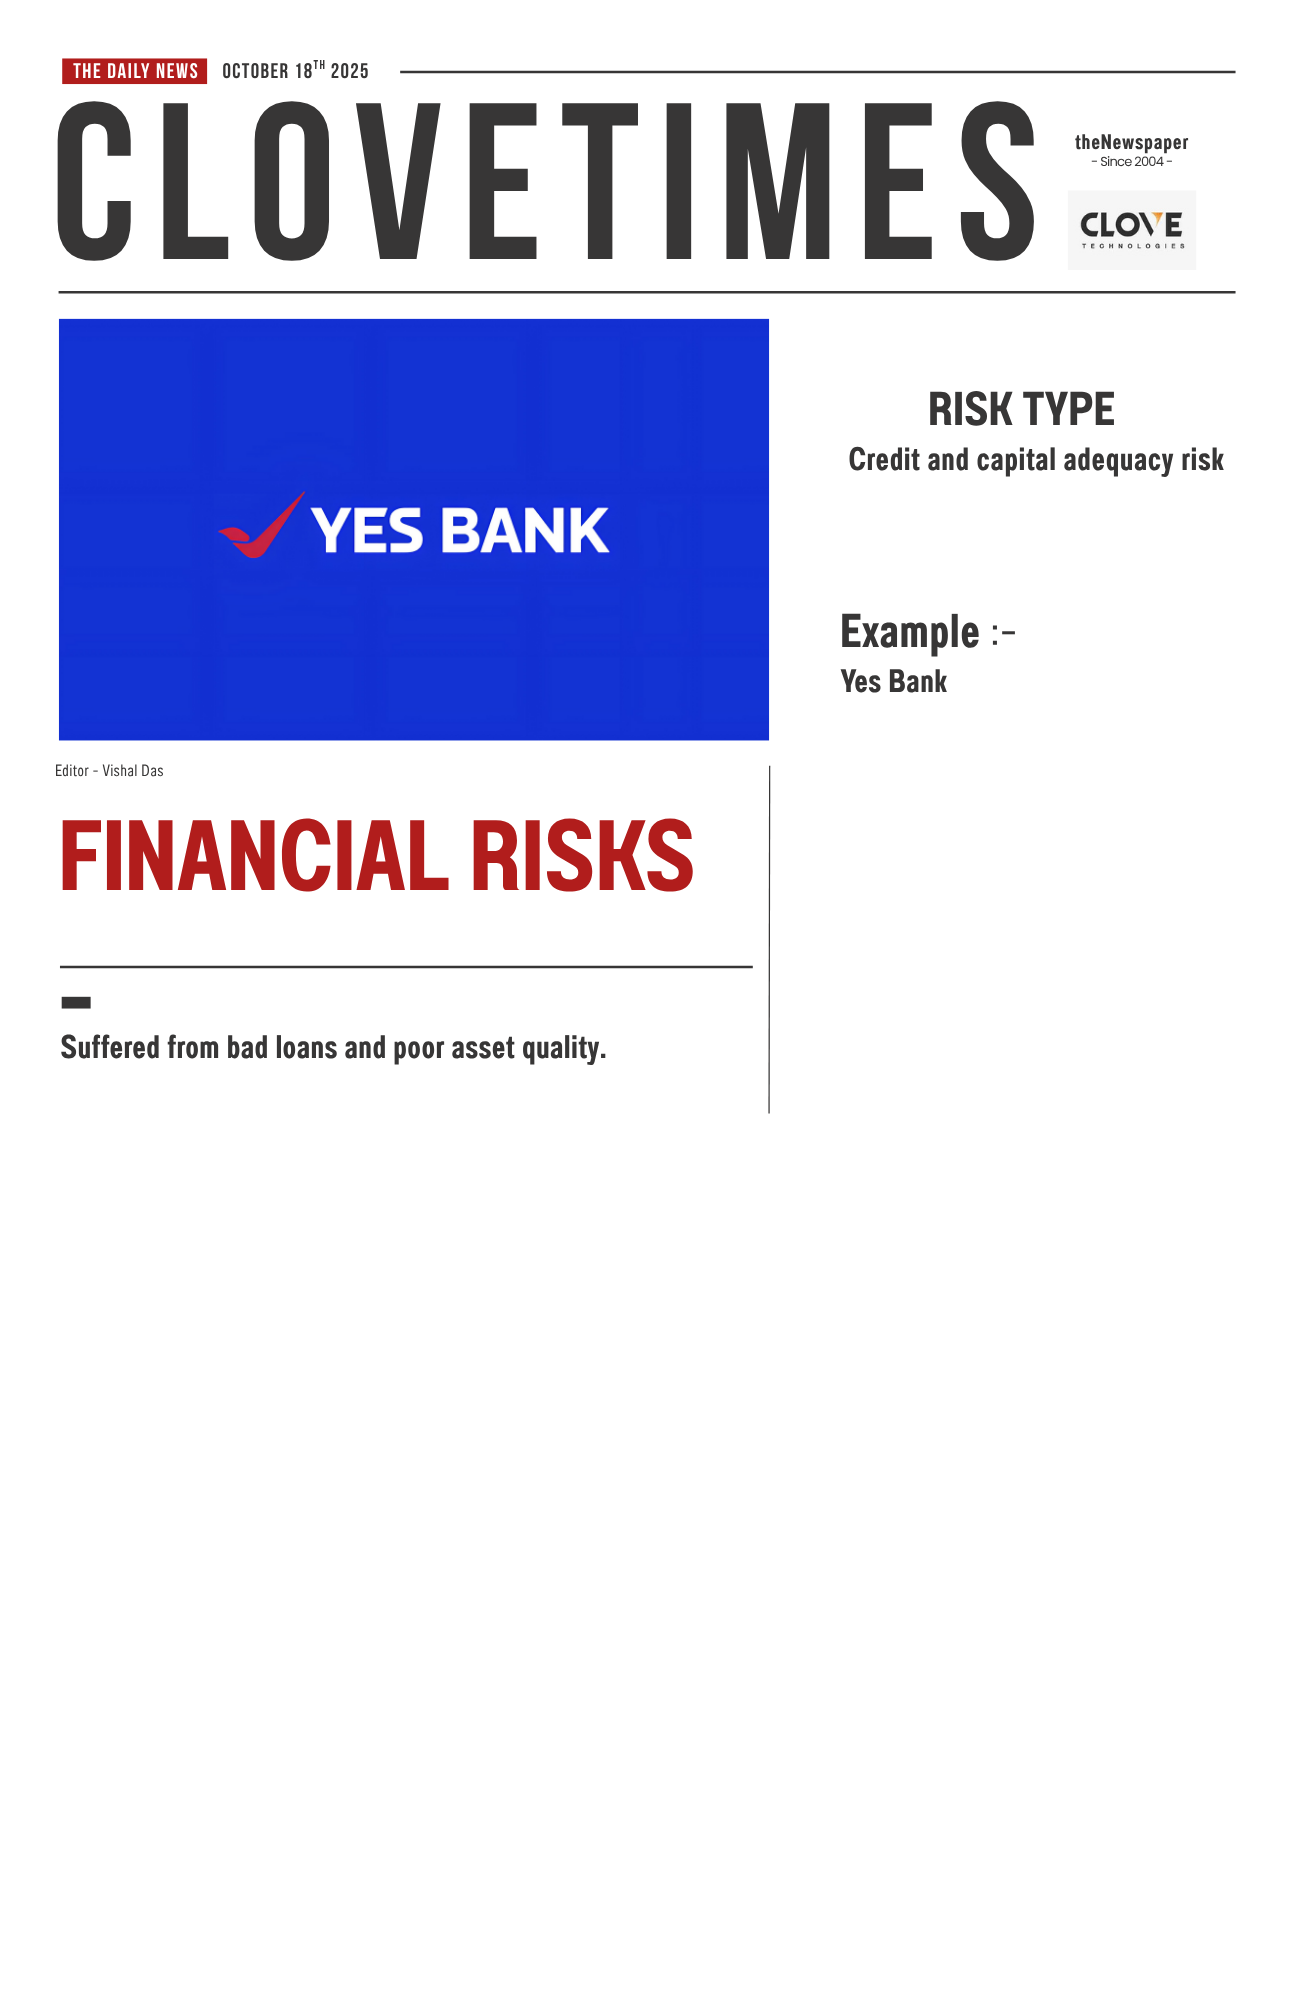 THE DAILY NEWS OCTOBER 18TH 2025
CLOVETIMES
theNewspaper
- Since 2004 -
CLOVE
TECHNOLOGIES
YES BANK
RISK TYPE
Credit and capital adequacy risk
Example :-
Yes Bank
Editor - Vishal Das
FINANCIAL RISKS
Suffered from bad loans and poor asset quality.